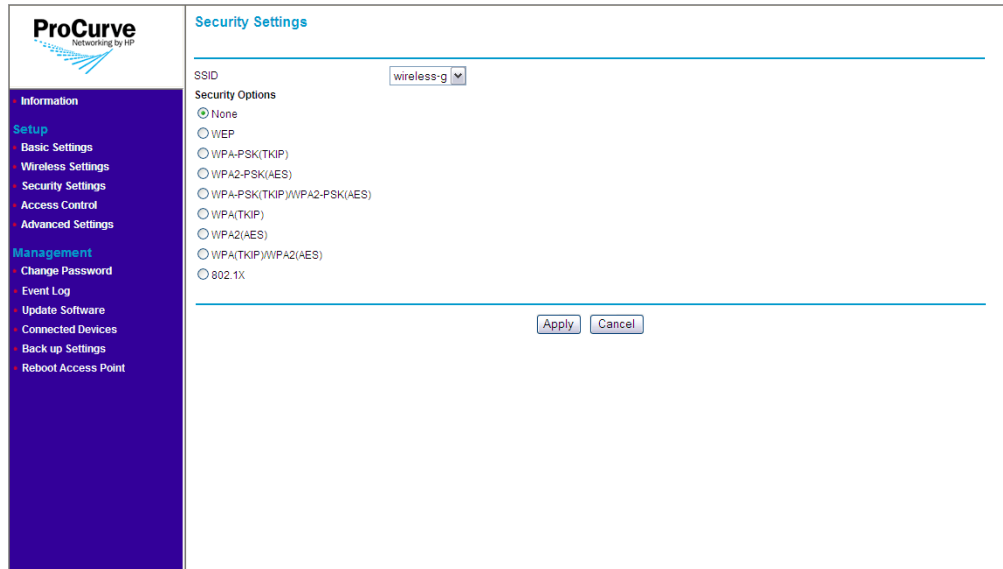 ProCurve
Networking by HP
Information
Setup
Basic Settings
Wireless Settings
Security Settings
Access Control
Advanced Settings
Management
Change Password
Event Log
Update Software
Connected Devices
Back up Settings
Reboot Access Point
Security Settings
SSID wireless-g
Security Options
None
WEP
WPA-PSK(TKIP)
WPA2-PSK(AES)
WPA-PSK(TKIP)/WPA2-PSK(AES)
WPA(TKIP)
WPA2(AES)
WPA(TKIP)/WPA2(AES)
802.1X
Apply Cancel